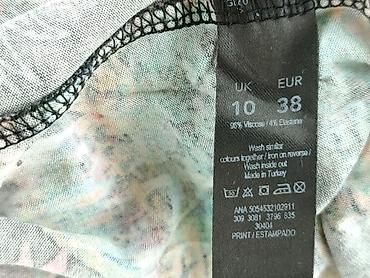 UK EUR
10 38
96% Viscose / 4% Elastane
Wash similar
colours together / Iron on reverse /
Wash inside out
Made in Turkey
ANA 5054532102911
309 3081 3796 835
30404
PRINT / ESTAMPADO